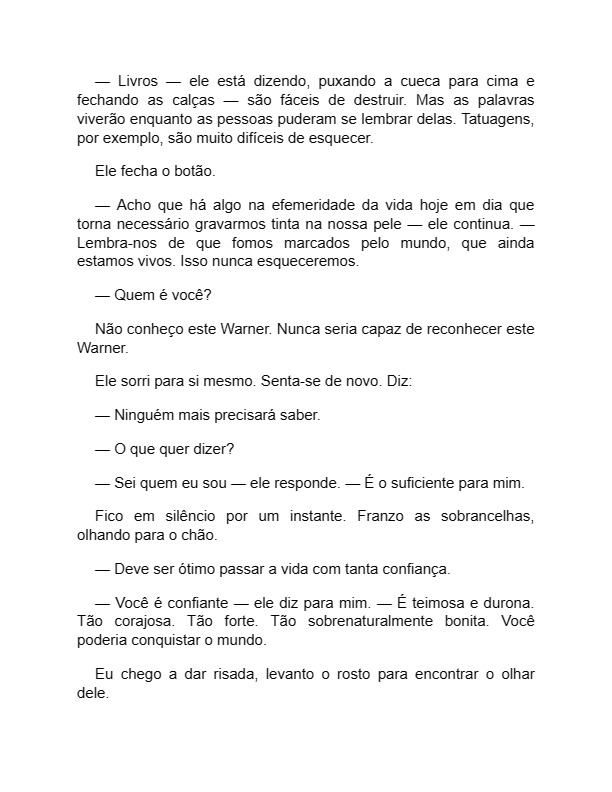 — Livros — ele está dizendo, puxando a cueca para cima e
fechando as calças — são fáceis de destruir. Mas as palavras
viverão enquanto as pessoas puderam se lembrar delas. Tatuagens,
por exemplo, são muito difíceis de esquecer.
Ele fecha o botão.
— Acho que há algo na efemeridade da vida hoje em dia que
torna necessário gravarmos tinta na nossa pele — ele continua. —
Lembra-nos de que fomos marcados pelo mundo, que ainda
estamos vivos. Isso nunca esqueceremos.
— Quem é você?
Não conheço este Warner. Nunca seria capaz de reconhecer este
Warner.
Ele sorri para si mesmo. Senta-se de novo. Diz:
— Ninguém mais precisará saber.
— O que quer dizer?
— Sei quem eu sou — ele responde. — É o suficiente para mim.
Fico em silêncio por um instante. Franzo as sobrancelhas,
olhando para o chão.
— Deve ser ótimo passar a vida com tanta confiança.
— Você é confiante — ele diz para mim. — É teimosa e durona.
Tão corajosa. Tão forte. Tão sobrenaturalmente bonita. Você
poderia conquistar o mundo.
Eu chego a dar risada, levanto o rosto para encontrar o olhar
dele.